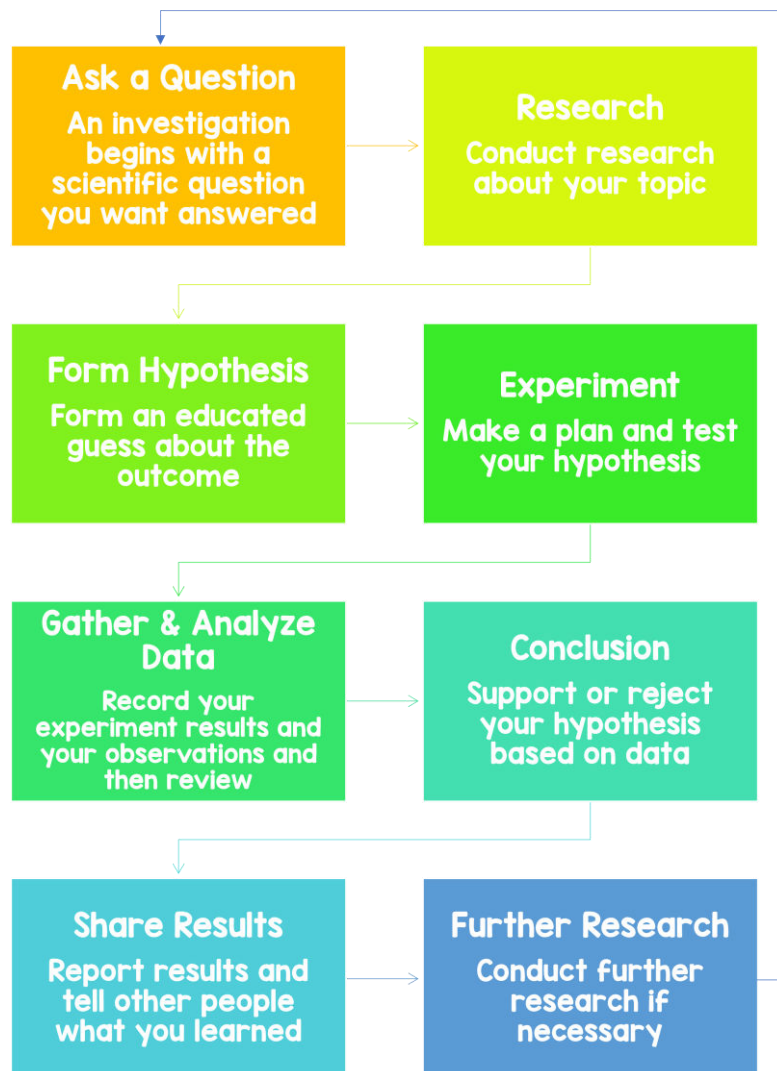 Ask a Question
An investigation
begins with a
scientific question
you want answered
Research
Conduct research
about your topic
Form Hypothesis
Form an educated
guess about the
outcome
Experiment
Make a plan and test
your hypothesis
Gather & Analyze
Data
Record your
experiment results and
your observations and
then review
Conclusion
Support or reject
your hypothesis
based on data
Share Results
Report results and
tell other people
what you learned
Further Research
Conduct further
research if
necessary